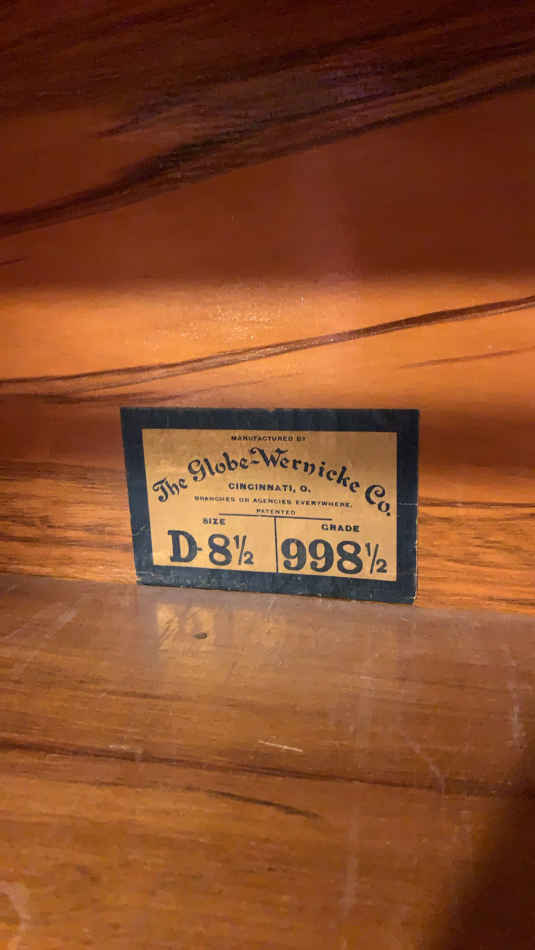 MANUFACTURED BY
The Globe-Wernicke Co.
CINCINNATI, O.
BRANCHES OR AGENCIES EVERYWHERE.
PATENTED
SIZE GRADE
D-8½ 998½